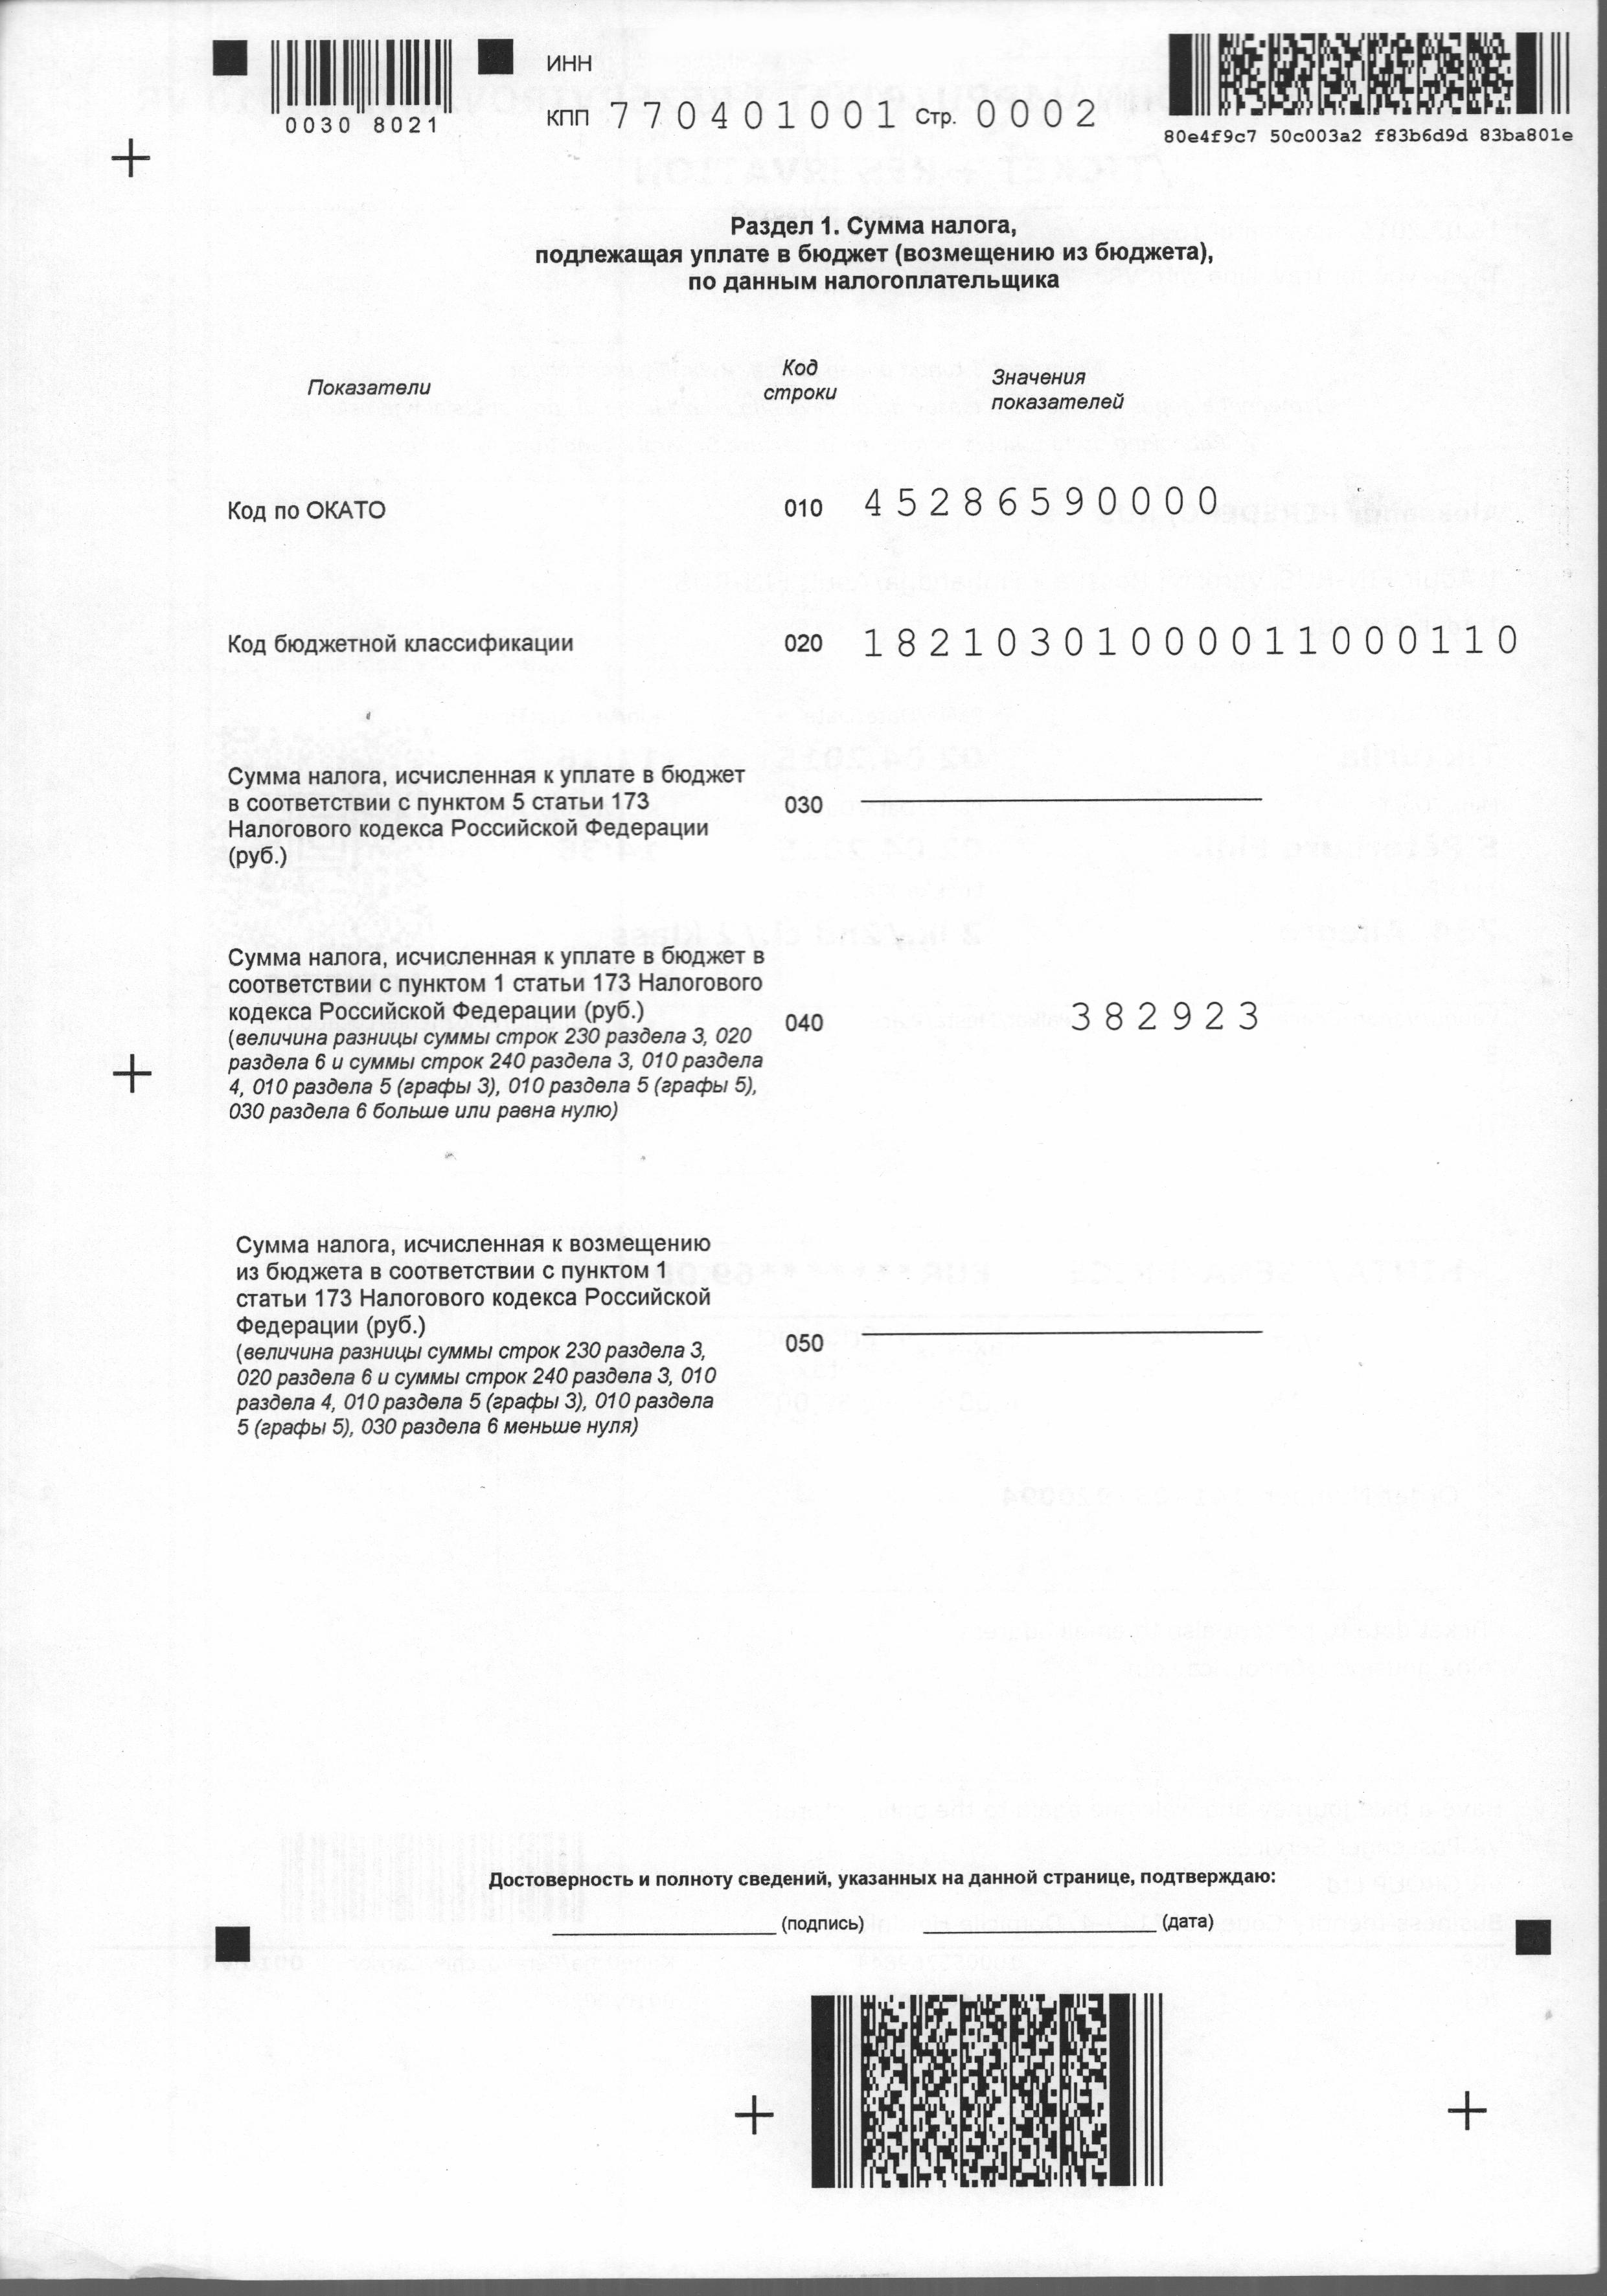 ИНН
0030 8021
КПП 770401001 Стр. 0002
80e4f9c7 50c003a2 f83b6d9d 83ba801e
Раздел 1. Сумма налога,
подлежащая уплате в бюджет (возмещению из бюджета),
по данным налогоплательщика
Показатели
Код
строки
Значения
показателей
Код по ОКАТО 010 45286590000
Код бюджетной классификации 020 18210301000011000110
Сумма налога, исчисленная к уплате в бюджет
в соответствии с пунктом 5 статьи 173
Налогового кодекса Российской Федерации
(руб.)
030
Сумма налога, исчисленная к уплате в бюджет в
соответствии с пунктом 1 статьи 173 Налогового
кодекса Российской Федерации (руб.)
(величина разницы суммы строк 230 раздела 3, 020
раздела 6 и суммы строк 240 раздела 3, 010 раздела
4, 010 раздела 5 (графы 3), 010 раздела 5 (графы 5),
030 раздела 6 больше или равна нулю)
040 382923
Сумма налога, исчисленная к возмещению
из бюджета в соответствии с пунктом 1
статьи 173 Налогового кодекса Российской
Федерации (руб.)
(величина разницы суммы строк 230 раздела 3,
020 раздела 6 и суммы строк 240 раздела 3, 010
раздела 4, 010 раздела 5 (графы 3), 010 раздела
5 (графы 5), 030 раздела 6 меньше нуля)
050
Достоверность и полноту сведений, указанных на данной странице, подтверждаю:
(подпись) (дата)